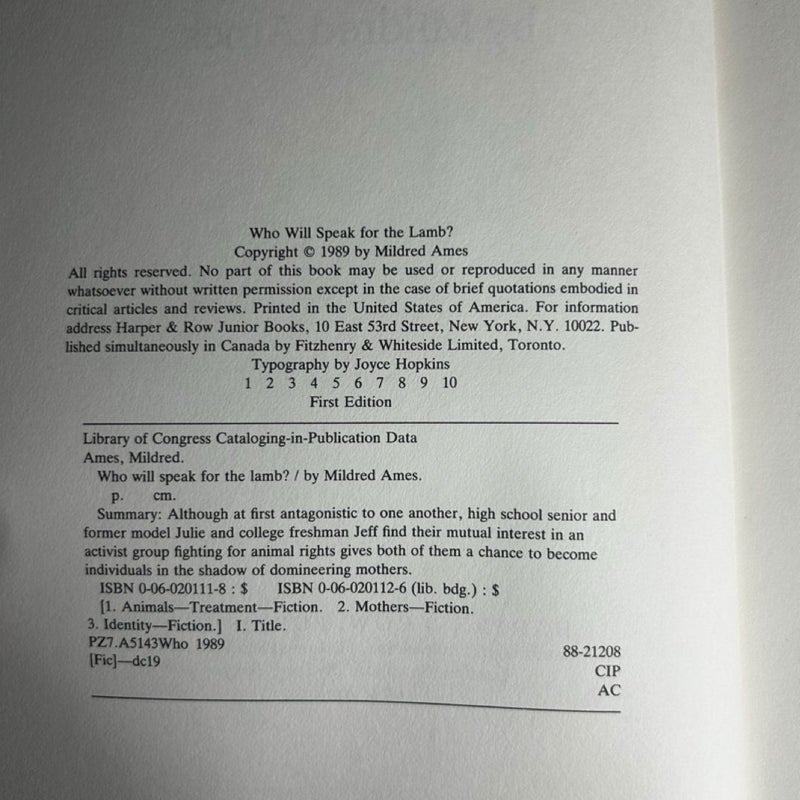 Who Will Speak for the Lamb?
Copyright © 1989 by Mildred Ames
All rights reserved. No part of this book may be used or reproduced in any manner
whatsoever without written permission except in the case of brief quotations embodied in
critical articles and reviews. Printed in the United States of America. For information
address Harper & Row Junior Books, 10 East 53rd Street, New York, N.Y. 10022. Pub-
lished simultaneously in Canada by Fitzhenry & Whiteside Limited, Toronto.
Typography by Joyce Hopkins
1 2 3 4 5 6 7 8 9 10
First Edition
Library of Congress Cataloging-in-Publication Data
Ames, Mildred.
Who will speak for the lamb? / by Mildred Ames.
p. cm.
Summary: Although at first antagonistic to one another, high school senior and
former model Julie and college freshman Jeff find their mutual interest in an
activist group fighting for animal rights gives both of them a chance to become
individuals in the shadow of domineering mothers.
ISBN 0-06-020111-8 : $ ISBN 0-06-020112-6 (lib. bdg.) : $
[1. Animals—Treatment—Fiction. 2. Mothers—Fiction.
3. Identity—Fiction.] I. Title.
PZ7.A5143Who 1989
[Fic]—dc19
88-21208
CIP
AC